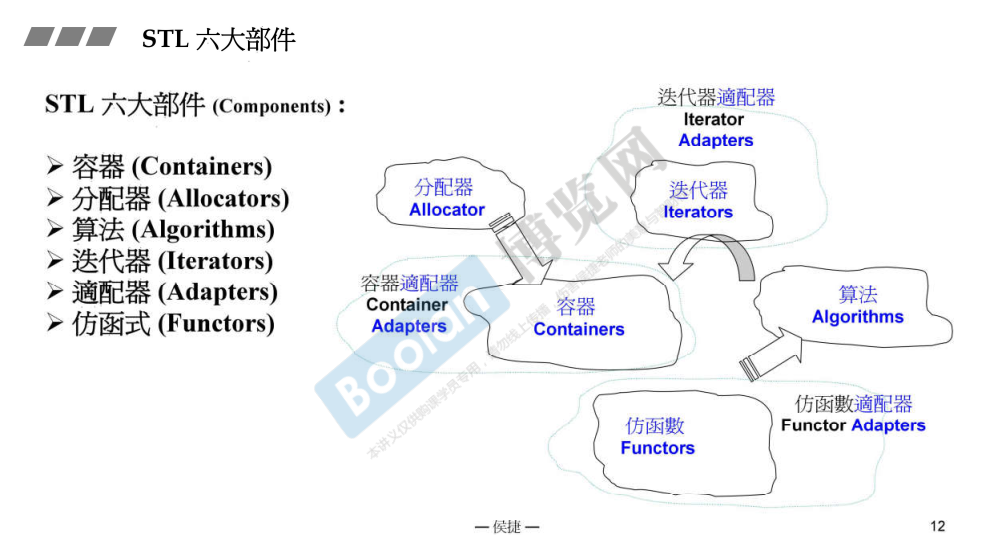 STL 六大部件
STL 六大部件 (Components) :
➢ 容器 (Containers)
➢ 分配器 (Allocators)
➢ 算法 (Algorithms)
➢ 迭代器 (Iterators)
➢ 適配器 (Adapters)
➢ 仿函式 (Functors)
迭代器適配器
Iterator
Adapters
分配器
Allocator
迭代器
Iterators
容器適配器
Container
Adapters
容器
Containers
算法
Algorithms
仿函數
Functors
仿函數適配器
Functor Adapters
Boolan
博览网
本讲义仅供购课学员专用,
— 侯捷 —
12